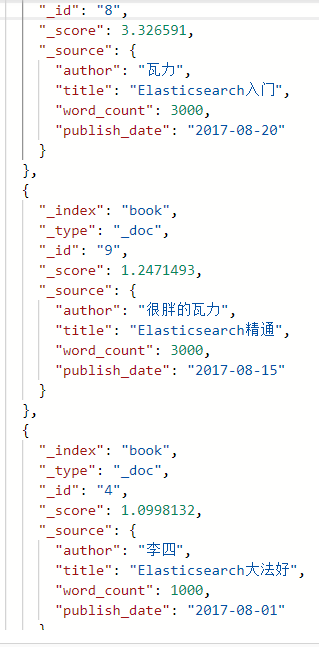 "_id": "8",
"_score": 3.326591,
"_source": {
"author": "瓦力",
"title": "Elasticsearch入门",
"word_count": 3000,
"publish_date": "2017-08-20"
}
},
{
"_index": "book",
"_type": "_doc",
"_id": "9",
"_score": 1.2471493,
"_source": {
"author": "很胖的瓦力",
"title": "Elasticsearch精通",
"word_count": 3000,
"publish_date": "2017-08-15"
}
},
{
"_index": "book",
"_type": "_doc",
"_id": "4",
"_score": 1.0998132,
"_source": {
"author": "李四",
"title": "Elasticsearch大法好",
"word_count": 1000,
"publish_date": "2017-08-01"
}